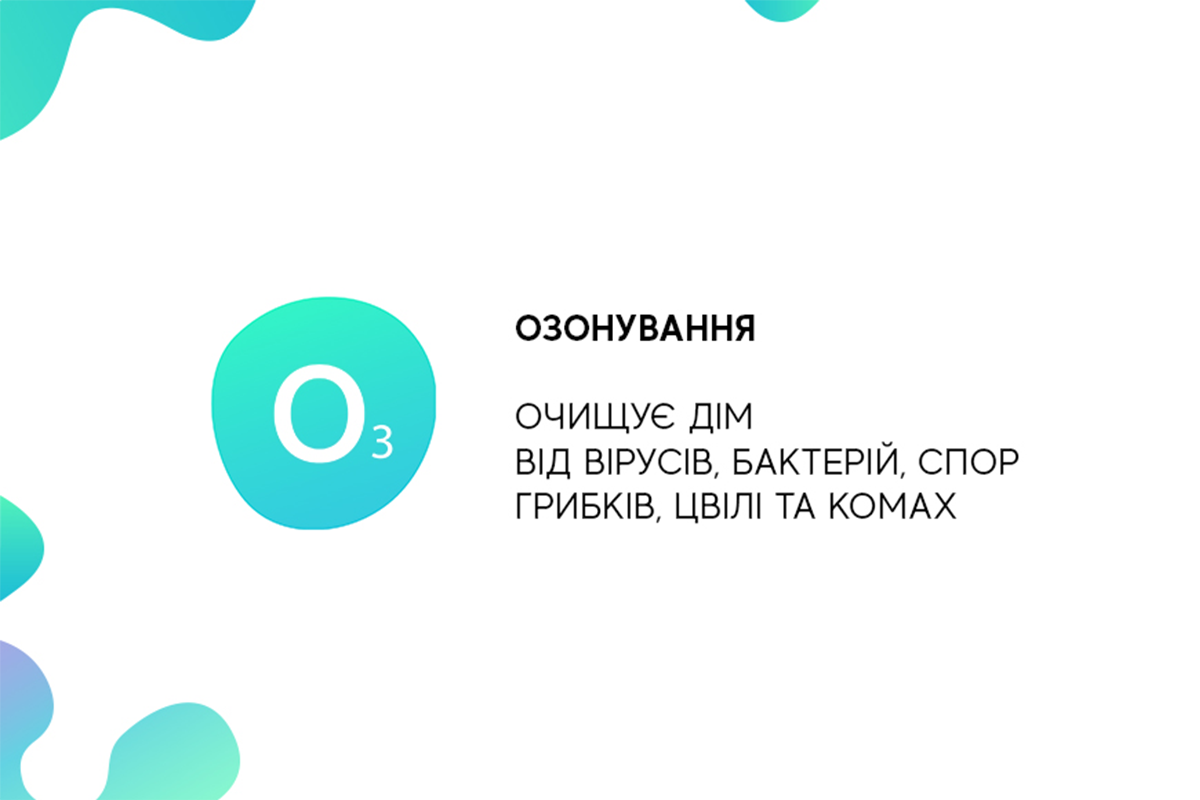 O3
ОЗОНУВАННЯ
ОЧИЩУЄ ДІМ
ВІД ВІРУСІВ, БАКТЕРІЙ, СПОР
ГРИБКІВ, ЦВІЛІ ТА КОМАХ